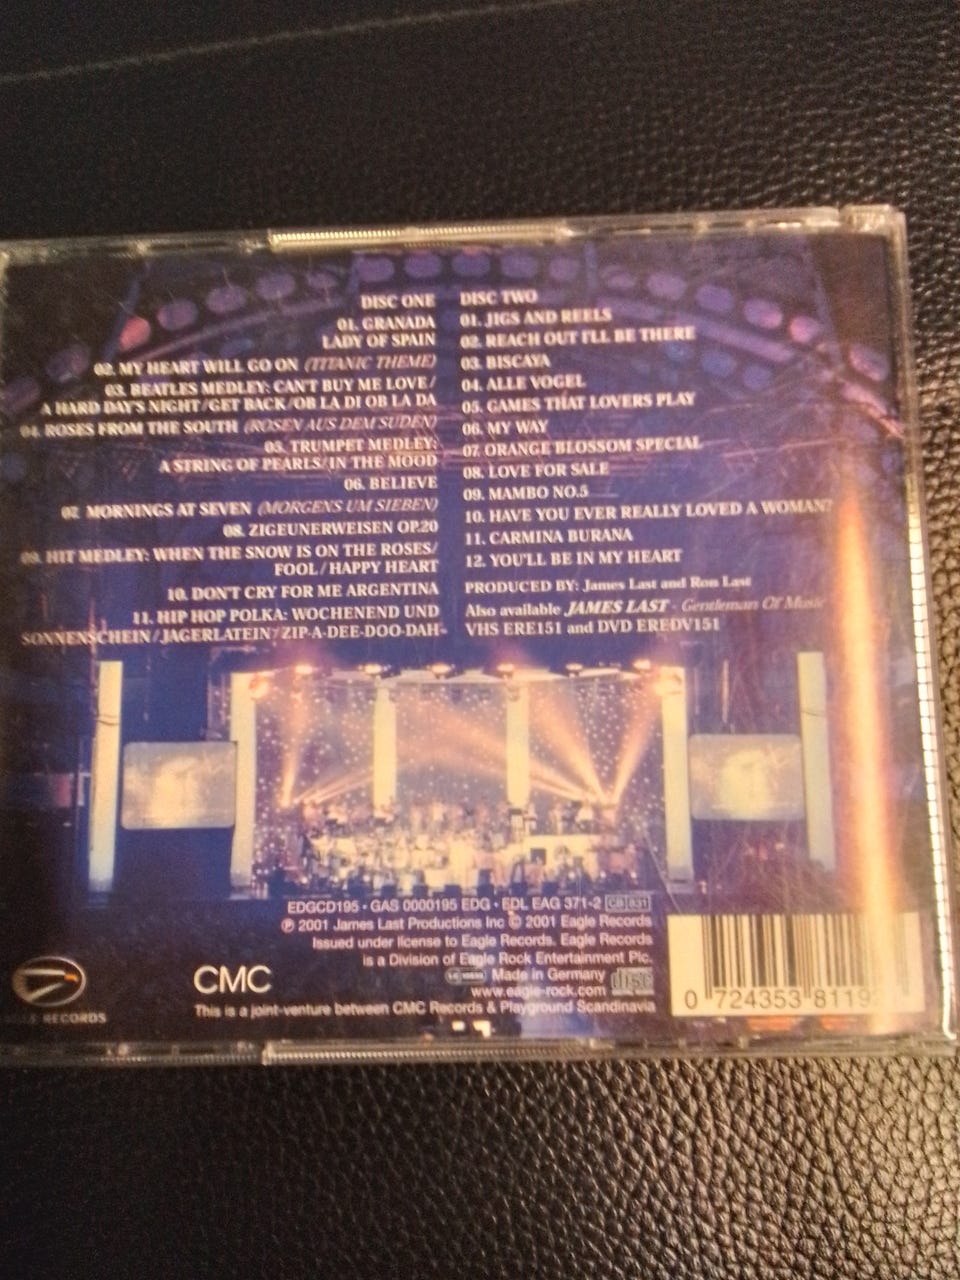 DISC ONE
01. GRANADA
LADY OF SPAIN
02. MY HEART WILL GO ON (TITANIC THEME)
03. BEATLES MEDLEY: CAN'T BUY ME LOVE/
A HARD DAY'S NIGHT/GET BACK/OB LA DI OB LA DA
04. ROSES FROM THE SOUTH (ROSEN AUS DEM SUDEN)
05. TRUMPET MEDLEY:
A STRING OF PEARLS/IN THE MOOD
06. BELIEVE
07. MORNINGS AT SEVEN (MORGENS UM SIEBEN)
08. ZIGEUNERWEISEN OP.20
09. HIT MEDLEY: WHEN THE SNOW IS ON THE ROSES/
FOOL/HAPPY HEART
10. DON'T CRY FOR ME ARGENTINA
11. HIP HOP POLKA: WOCHENEND UND
SONNENSCHEIN/JAGERLATEIN/ZIP-A-DEE-DOO-DAH
DISC TWO
01. JIGS AND REELS
02. REACH OUT I'LL BE THERE
03. BISCAYA
04. ALLE VOGEL
05. GAMES THAT LOVERS PLAY
06. MY WAY
07. ORANGE BLOSSOM SPECIAL
08. LOVE FOR SALE
09. MAMBO NO.5
10. HAVE YOU EVER REALLY LOVED A WOMAN?
11. CARMINA BURANA
12. YOU'LL BE IN MY HEART
PRODUCED BY: James Last and Ron Last
Also available JAMES LAST - Gentleman Of Music
VHS ERE151 and DVD EREDV151
EDGCD195 • GAS 0000195 EDG • EDL EAG 371-2
℗ 2001 James Last Productions Inc © 2001 Eagle Records
Issued under license to Eagle Records. Eagle Records
is a Division of Eagle Rock Entertainment Plc.
Made in Germany
www.eagle-rock.com
This is a joint-venture between CMC Records & Playground Scandinavia
CMC
RECORDS
0 724353 8119